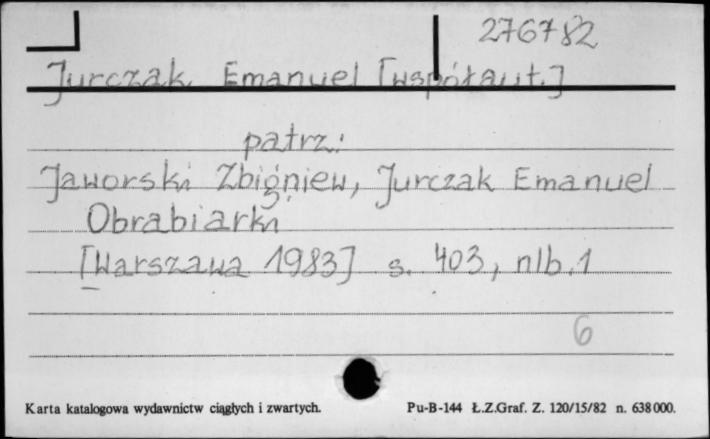 276782
Jurczak Emanuel [współaut.]
patrz:
Jaworski Zbigniew, Jurczak Emanuel
Obrabiarki
[Warszawa 1983] s. 403, nlb. 1
6
Karta katalogowa wydawnictw ciągłych i zwartych. Pu-B-144 Ł.Z.Graf. Z. 120/15/82 n. 638 000.